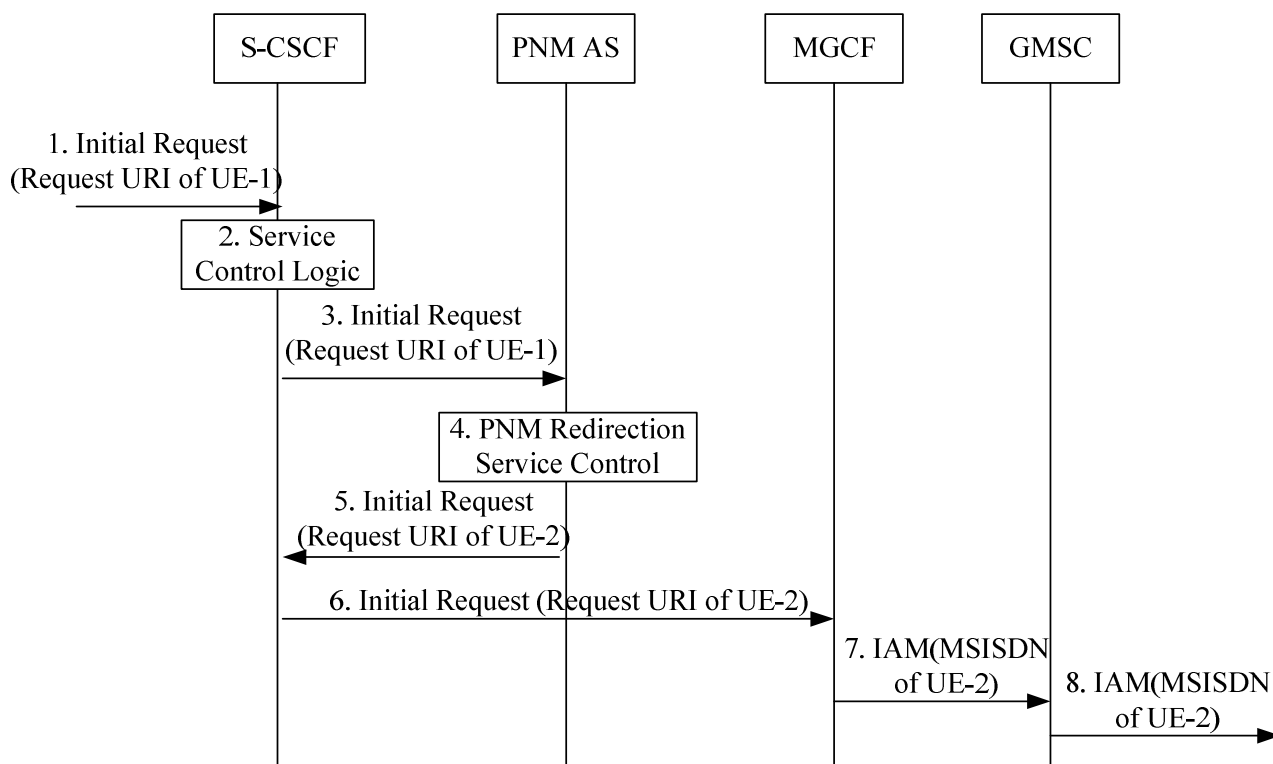 S-CSCF
PNM AS
MGCF
GMSC
1. Initial Request
(Request URI of UE-1)
2. Service
Control Logic
3. Initial Request
(Request URI of UE-1)
4. PNM Redirection
Service Control
5. Initial Request
(Request URI of UE-2)
6. Initial Request (Request URI of UE-2)
7. IAM(MSISDN
of UE-2)
8. IAM(MSISDN
of UE-2)